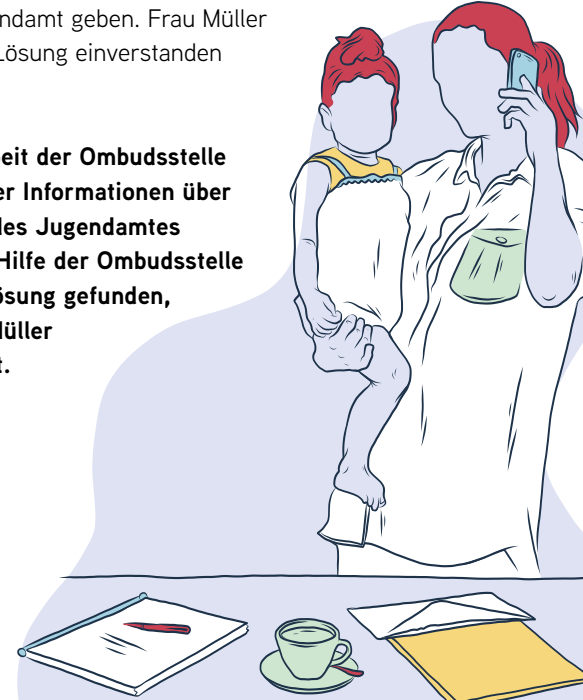 ndamt geben. Frau Müller
Lösung einverstanden
eit der Ombudsstelle
er Informationen über
des Jugendamtes
Hilfe der Ombudsstelle
ösung gefunden,
Müller
t.